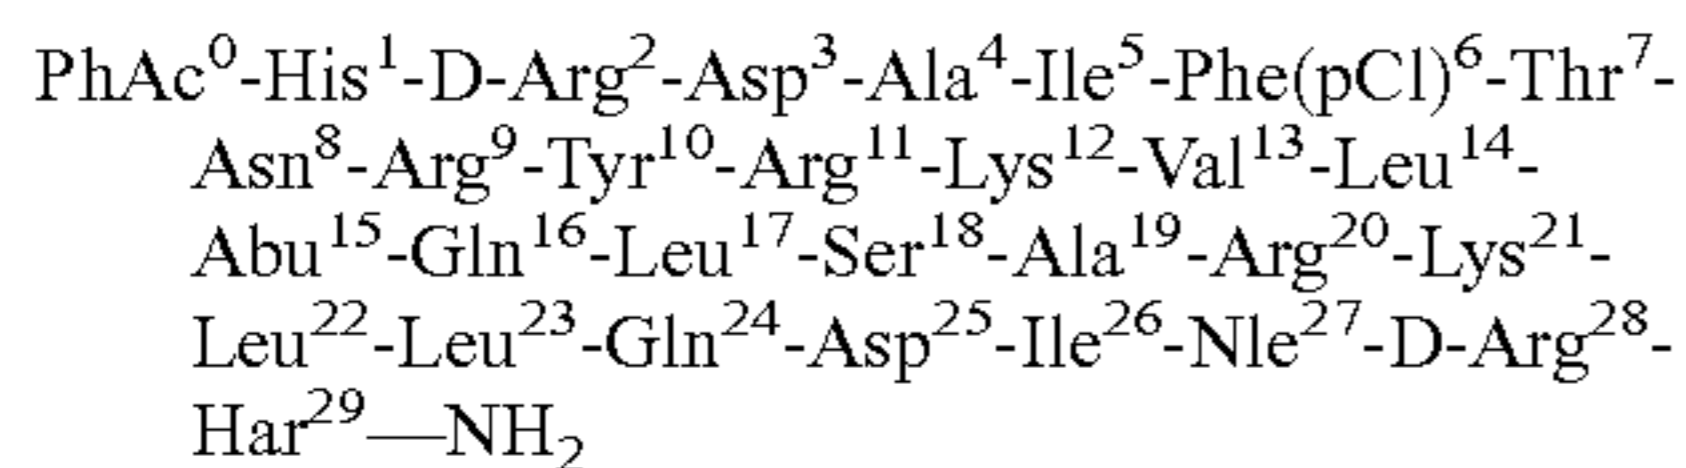 PhAc⁰-His¹-D-Arg²-Asp³-Ala⁴-Ile⁵-Phe(pCl)⁶-Thr⁷-
Asn⁸-Arg⁹-Tyr¹⁰-Arg¹¹-Lys¹²-Val¹³-Leu¹⁴-
Abu¹⁵-Gln¹⁶-Leu¹⁷-Ser¹⁸-Ala¹⁹-Arg²⁰-Lys²¹-
Leu²²-Leu²³-Gln²⁴-Asp²⁵-Ile²⁶-Nle²⁷-D-Arg²⁸-
Har²⁹—NH₂